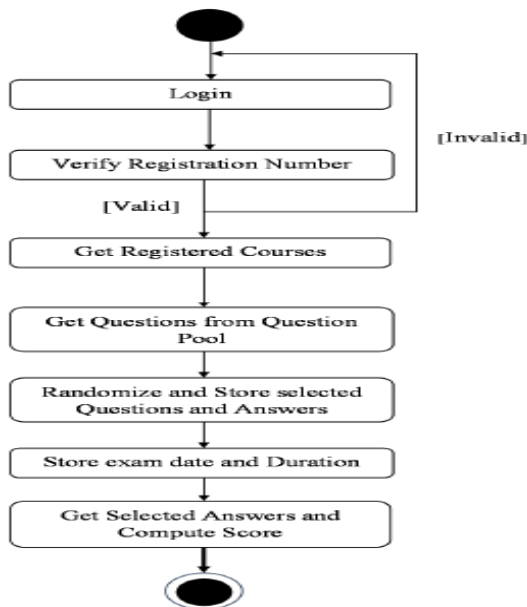 Login
[Invalid]
Verify Registration Number
[Valid]
Get Registered Courses
Get Questions from Question
Pool
Randomize and Store selected
Questions and Answers
Store exam date and Duration
Get Selected Answers and
Compute Score